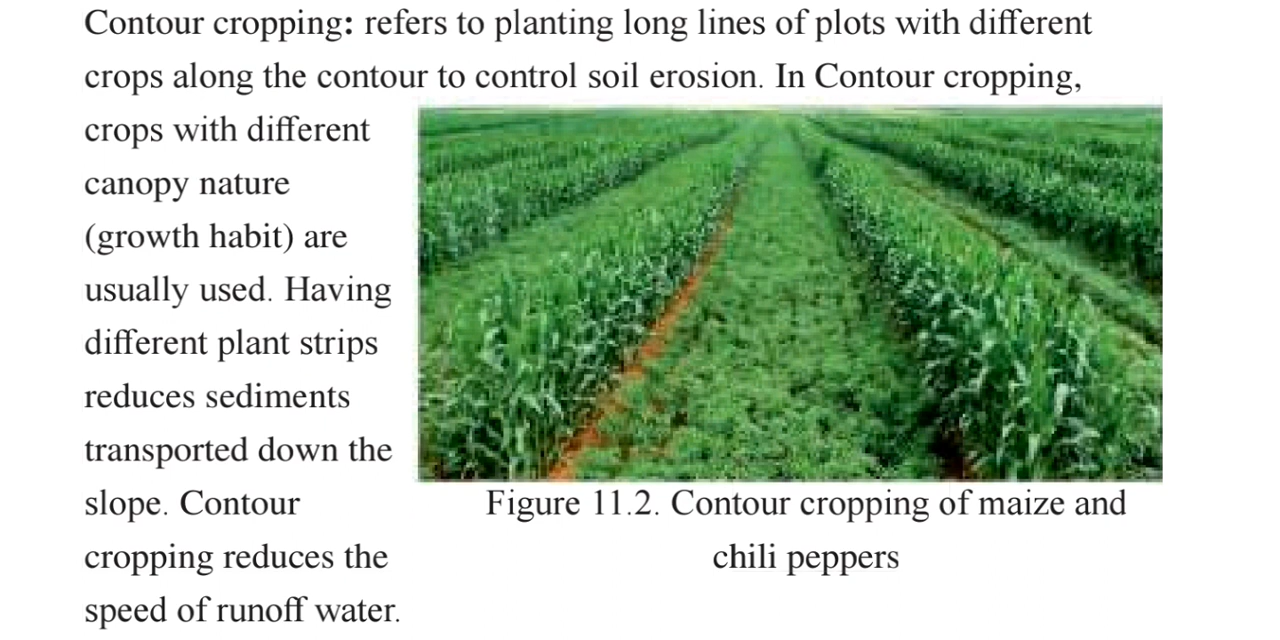 Contour cropping: refers to planting long lines of plots with different
crops along the contour to control soil erosion. In Contour cropping,
crops with different
canopy nature
(growth habit) are
usually used. Having
different plant strips
reduces sediments
transported down the
slope. Contour
cropping reduces the
speed of runoff water.
Figure 11.2. Contour cropping of maize and
chili peppers